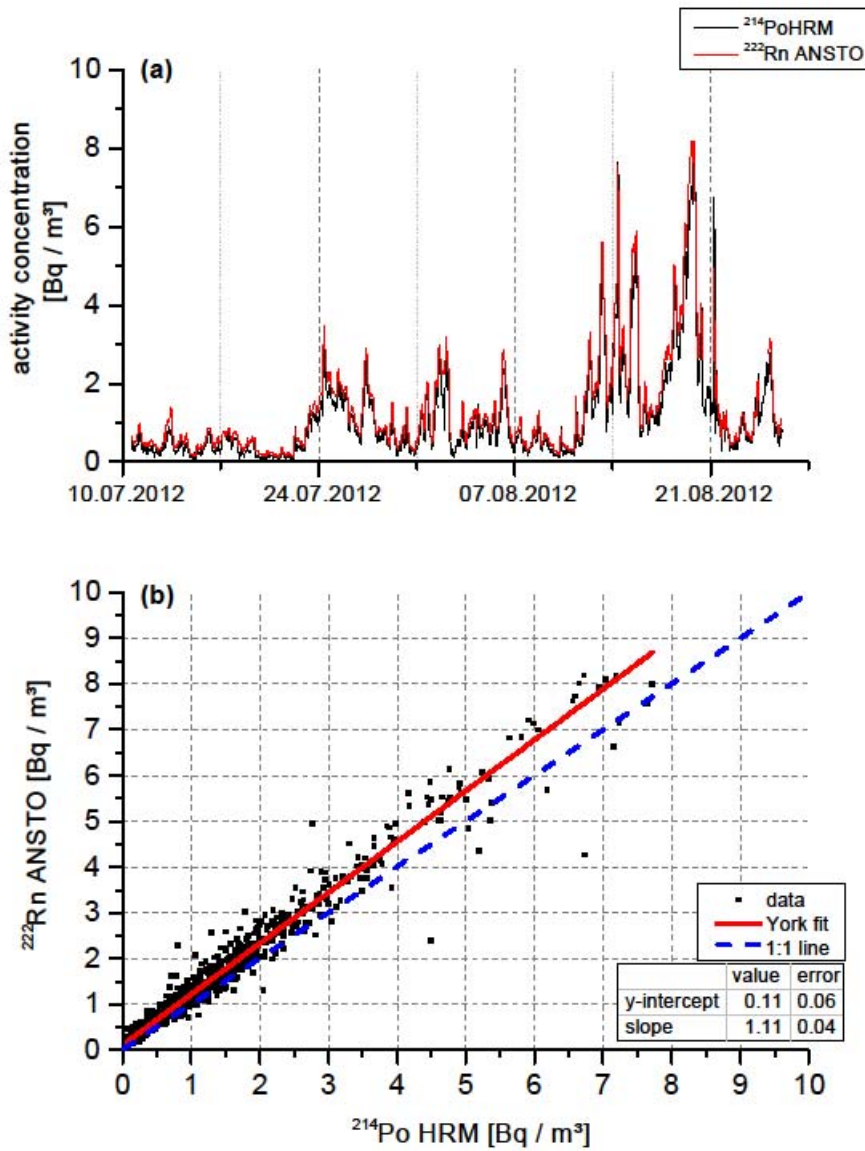 ²¹⁴PoHRM
²²²Rn ANSTO
(a)
10
8
6
4
2
0
activity concentration
[Bq / m³]
10.07.2012
24.07.2012
07.08.2012
21.08.2012
(b)
10
9
8
7
6
5
4
3
2
1
0
²²²Rn ANSTO [Bq / m³]
data
York fit
1:1 line
value error
y-intercept 0.11 0.06
slope 1.11 0.04
0 1 2 3 4 5 6 7 8 9 10
²¹⁴Po HRM [Bq / m³]